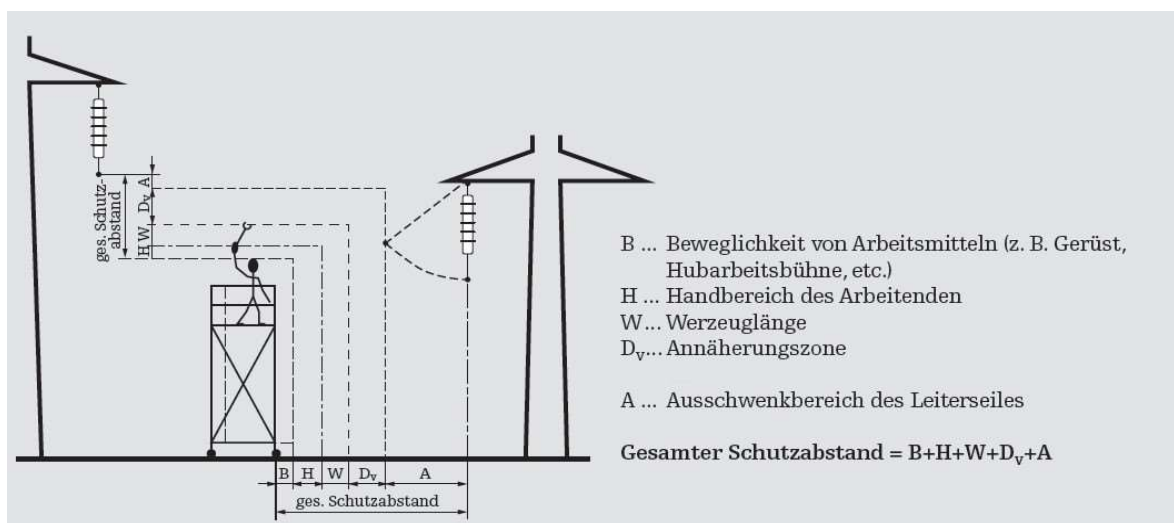 ges. Schutz-
abstand
H W D_v A
B ... Beweglichkeit von Arbeitsmitteln (z. B. Gerüst,
Hubarbeitsbühne, etc.)
H ... Handbereich des Arbeitenden
W... Werzeuglänge
D_v... Annäherungszone
A ... Ausschwenkbereich des Leiterseiles
Gesamter Schutzabstand = B+H+W+D_v+A
B H W D_v A
ges. Schutzabstand